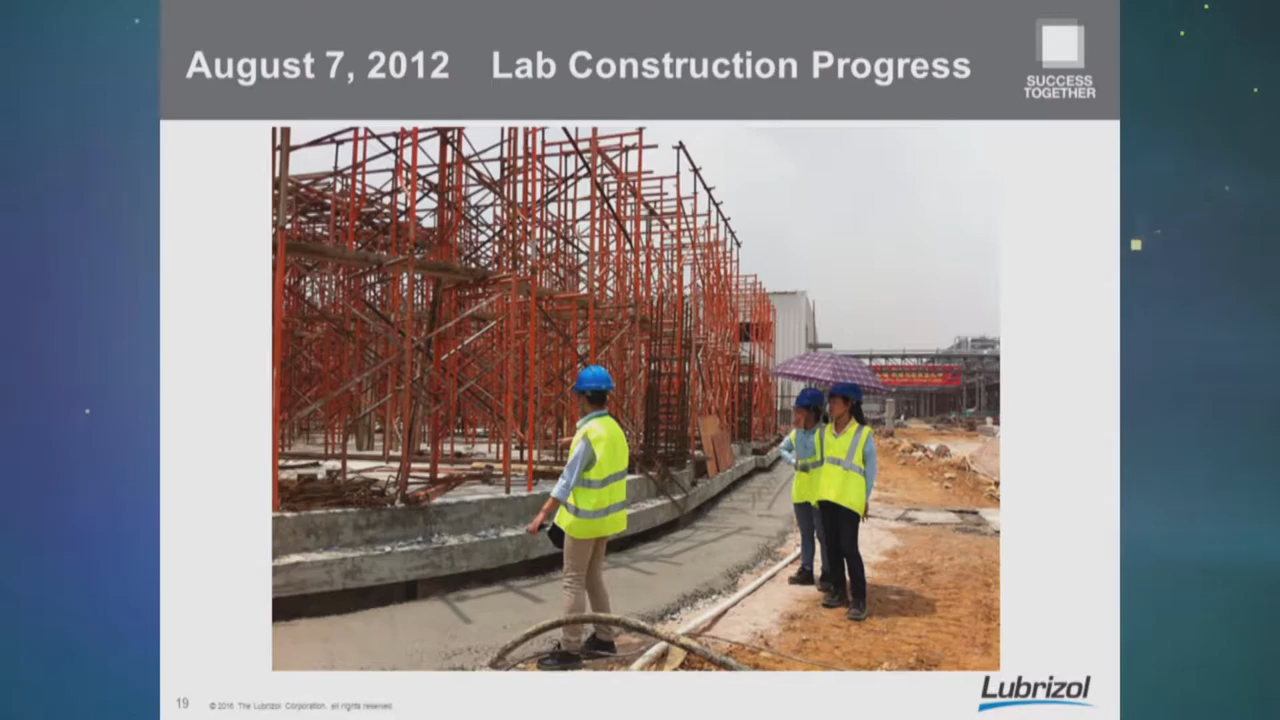 August 7, 2012 Lab Construction Progress
SUCCESS
TOGETHER
19 © 2016 The Lubrizol Corporation, all rights reserved.
Lubrizol